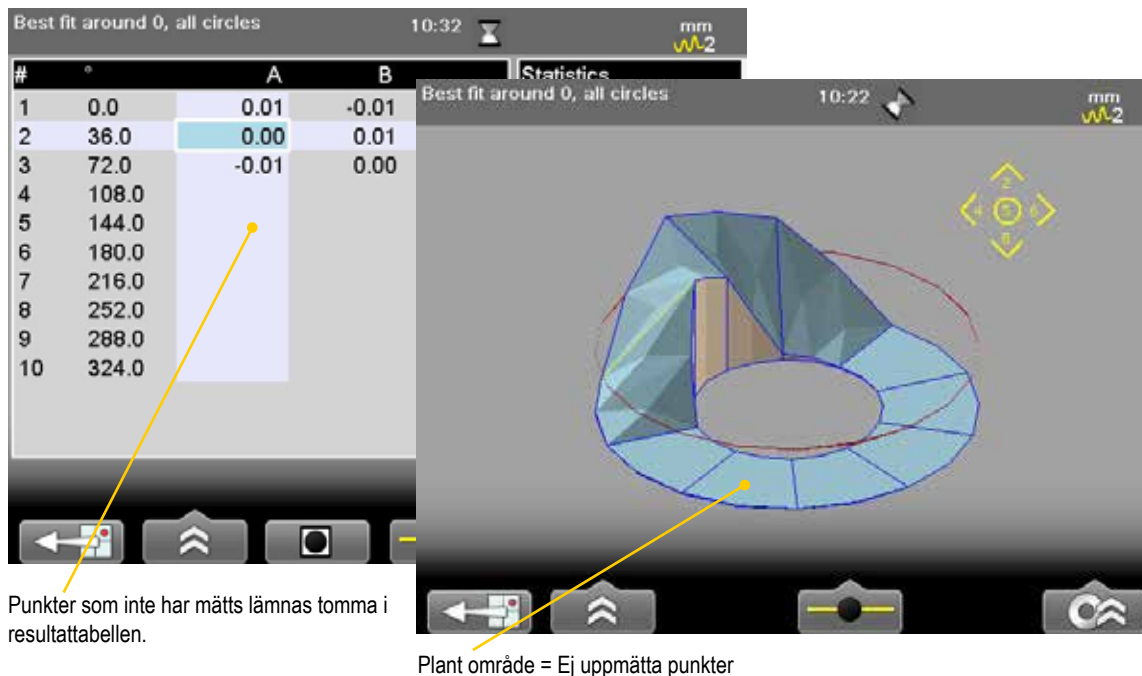 Best fit around 0, all circles 10:32 mm
2
# ° A B Statistics
1 0.0 0.01 -0.01
2 36.0 0.00 0.01
3 72.0 -0.01 0.00
4 108.0
5 144.0
6 180.0
7 216.0
8 252.0
9 288.0
10 324.0
Best fit around 0, all circles 10:22 mm
2
2
4 5 6
8
Punkter som inte har mätts lämnas tomma i
resultattabellen.
Plant område = Ej uppmätta punkter